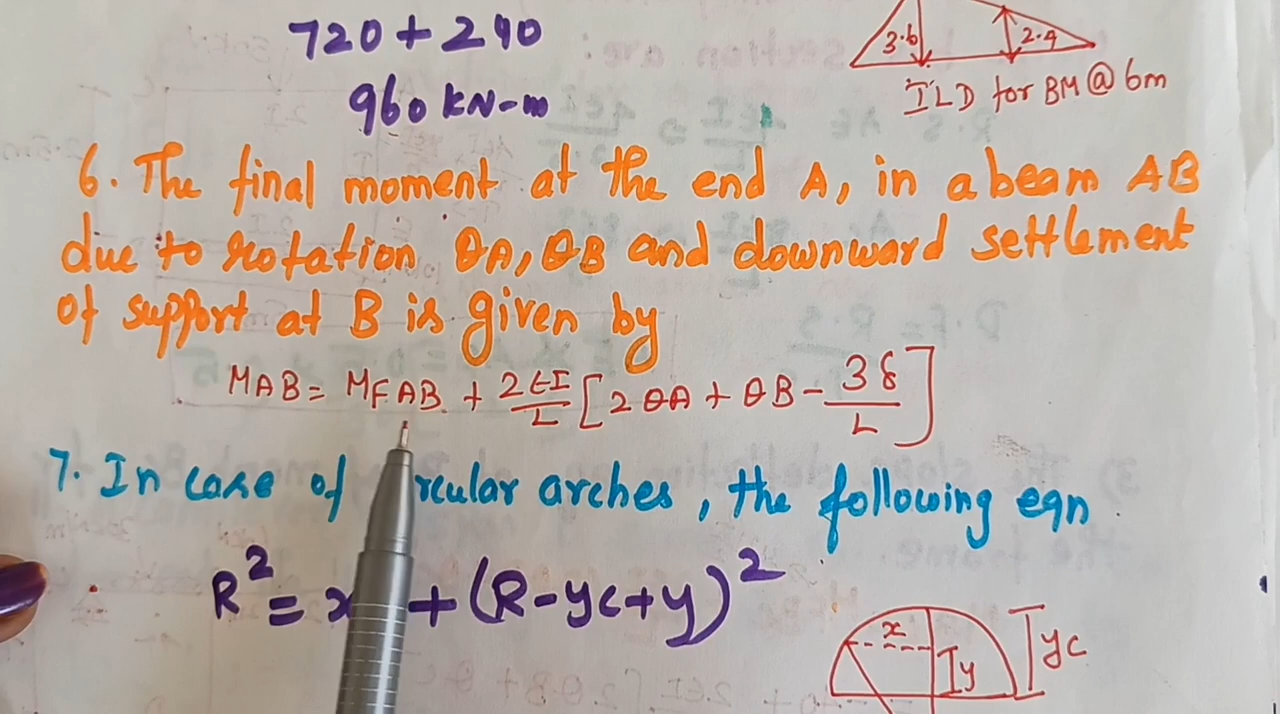 720 + 240
960 KN-m
3.6
2.4
ILD for BM @ 6m
6. The final moment at the end A, in a beam AB
due to rotation θA, θB and downward settlement
of support at B is given by
MAB = MFAB + 2EI/L [2θA + θB - 3δ/L]
7. In case of rcular arches, the following eqn
R² = x + (R-yc+y)²
x
y
yc